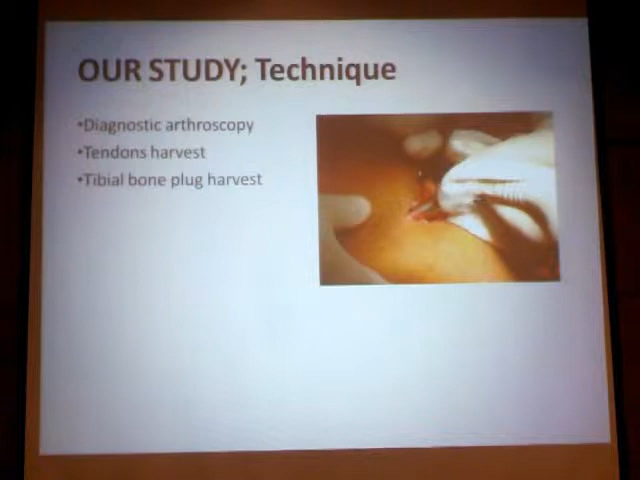 OUR STUDY; Technique
•Diagnostic arthroscopy
•Tendons harvest
•Tibial bone plug harvest